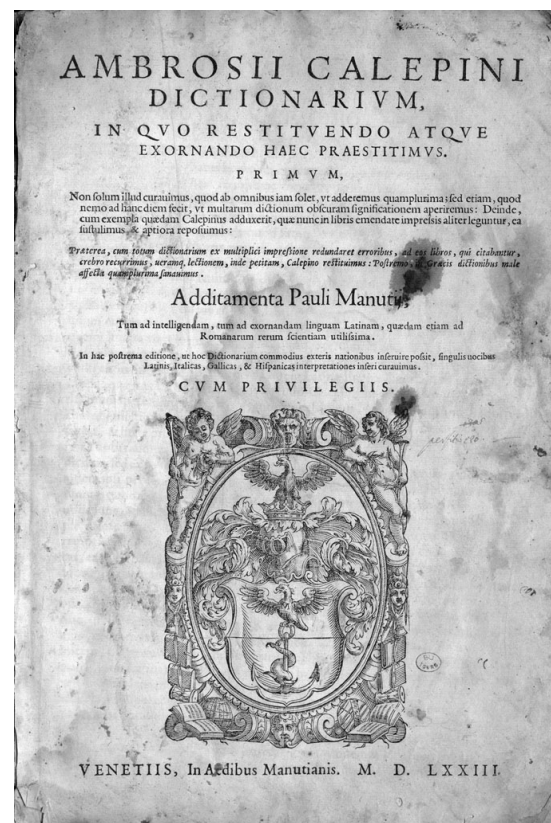 AMBROSII CALEPINI
DICTIONARIVM,
IN QVO RESTITVENDO ATQVE
EXORNANDO HAEC PRAESTITIMVS.
PRIMVM,
Non ſolum illud curauimus, quod ab omnibus iam ſolet, vt adderemus quamplurima; ſed etiam, quod
nemo ad hanc diem fecit, vt multarum dictionum obſcuram ſignificationem aperiremus: Deinde,
cum exempla quædam Calepinus adduxerit, quæ nunc in libris emendate impreſsis aliter leguntur, ea
ſuſtulimus, & aptiora repoſuimus:
Præterea, cum totum dictionarium ex multiplici impreſsione redundaret erroribus, ad eos libros, qui citabantur,
crebro recurrimus, ueramq. lectionem, inde petitam, Calepino reſtituimus: Poſtremo, Græcis dictionibus male
affectis quamplurima ſanauimus.
Additamenta Pauli Manutij,
Tum ad intelligendam, tum ad exornandam linguam Latinam, quædam etiam ad
Romanarum rerum ſcientiam utiliſsima.
In hac poſtrema editione, ut hoc Dictionarium commodius exteris nationibus inſeruire poſsit, ſingulis uocibus
Latinis, Italicas, Gallicas, & Hiſpanicas interpretationes inſeri curauimus.
CVM PRIVILEGIIS.
VENETIIS, In Aedibus Manutianis. M. D. LXXIII.